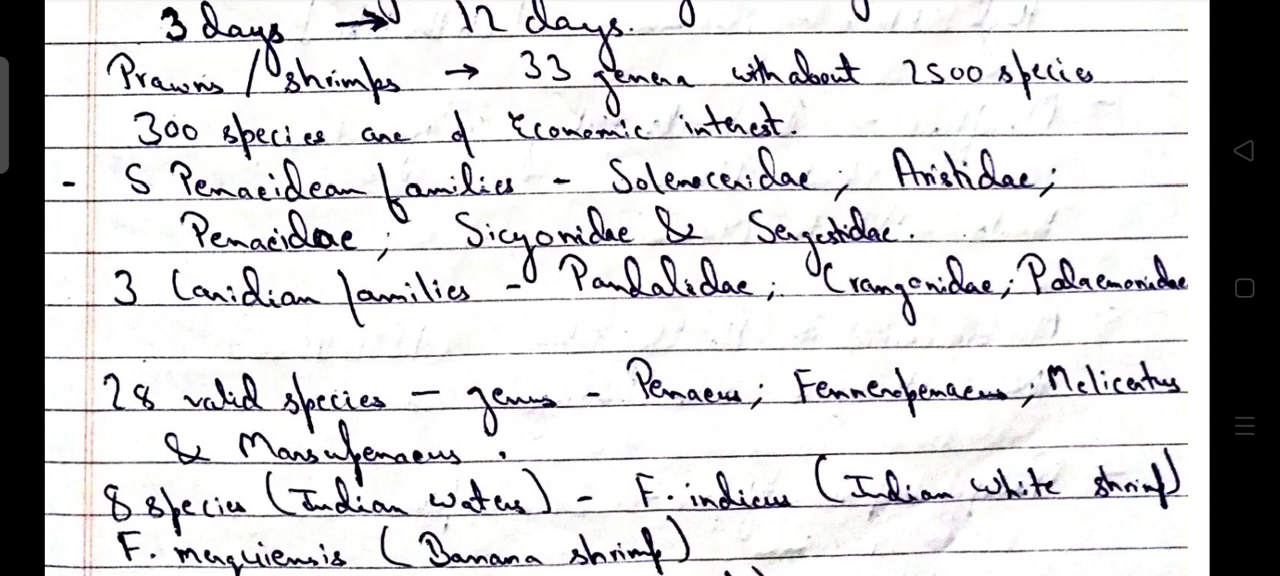 3 days → 12 days.
Prawns / shrimps → 33 genera with about 2500 species
300 species are of Economic interest.
- 5 Penaeidean families - Solenoceridae; Aristidae;
Penaeidae; Sicyonidae & Sergestidae.
3 Caridian families - Pandalidae; Crangonidae; Palaemonidae
28 valid species - genus - Penaeus; Fenneropenaeus; Melicertus
& Marsupenaeus.
8 species (Indian waters) - F. indicus (Indian white shrimp)
F. merguiensis (Banana shrimp)